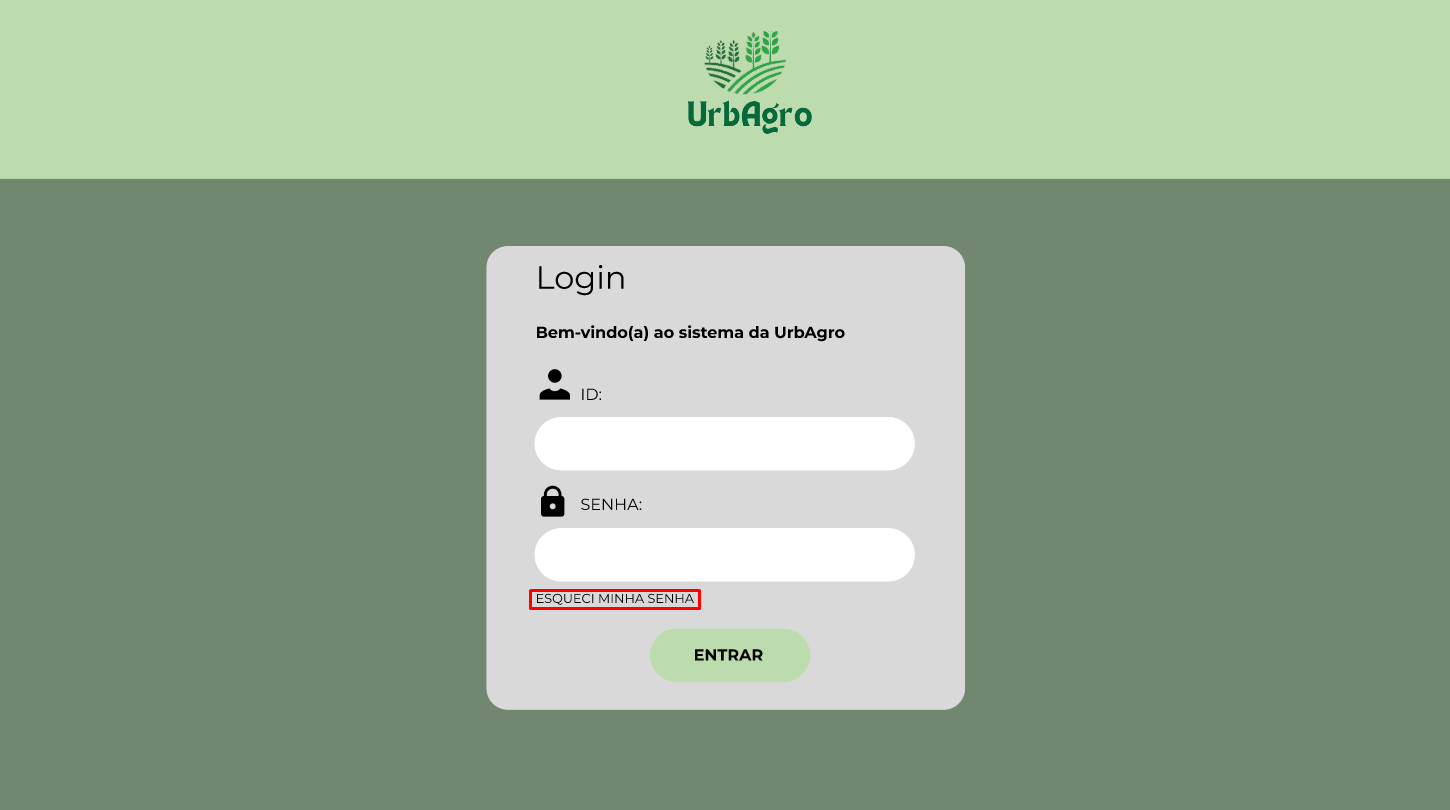 UrbAgro
Login
Bem-vindo(a) ao sistema da UrbAgro
ID:
SENHA:
ESQUECI MINHA SENHA
ENTRAR